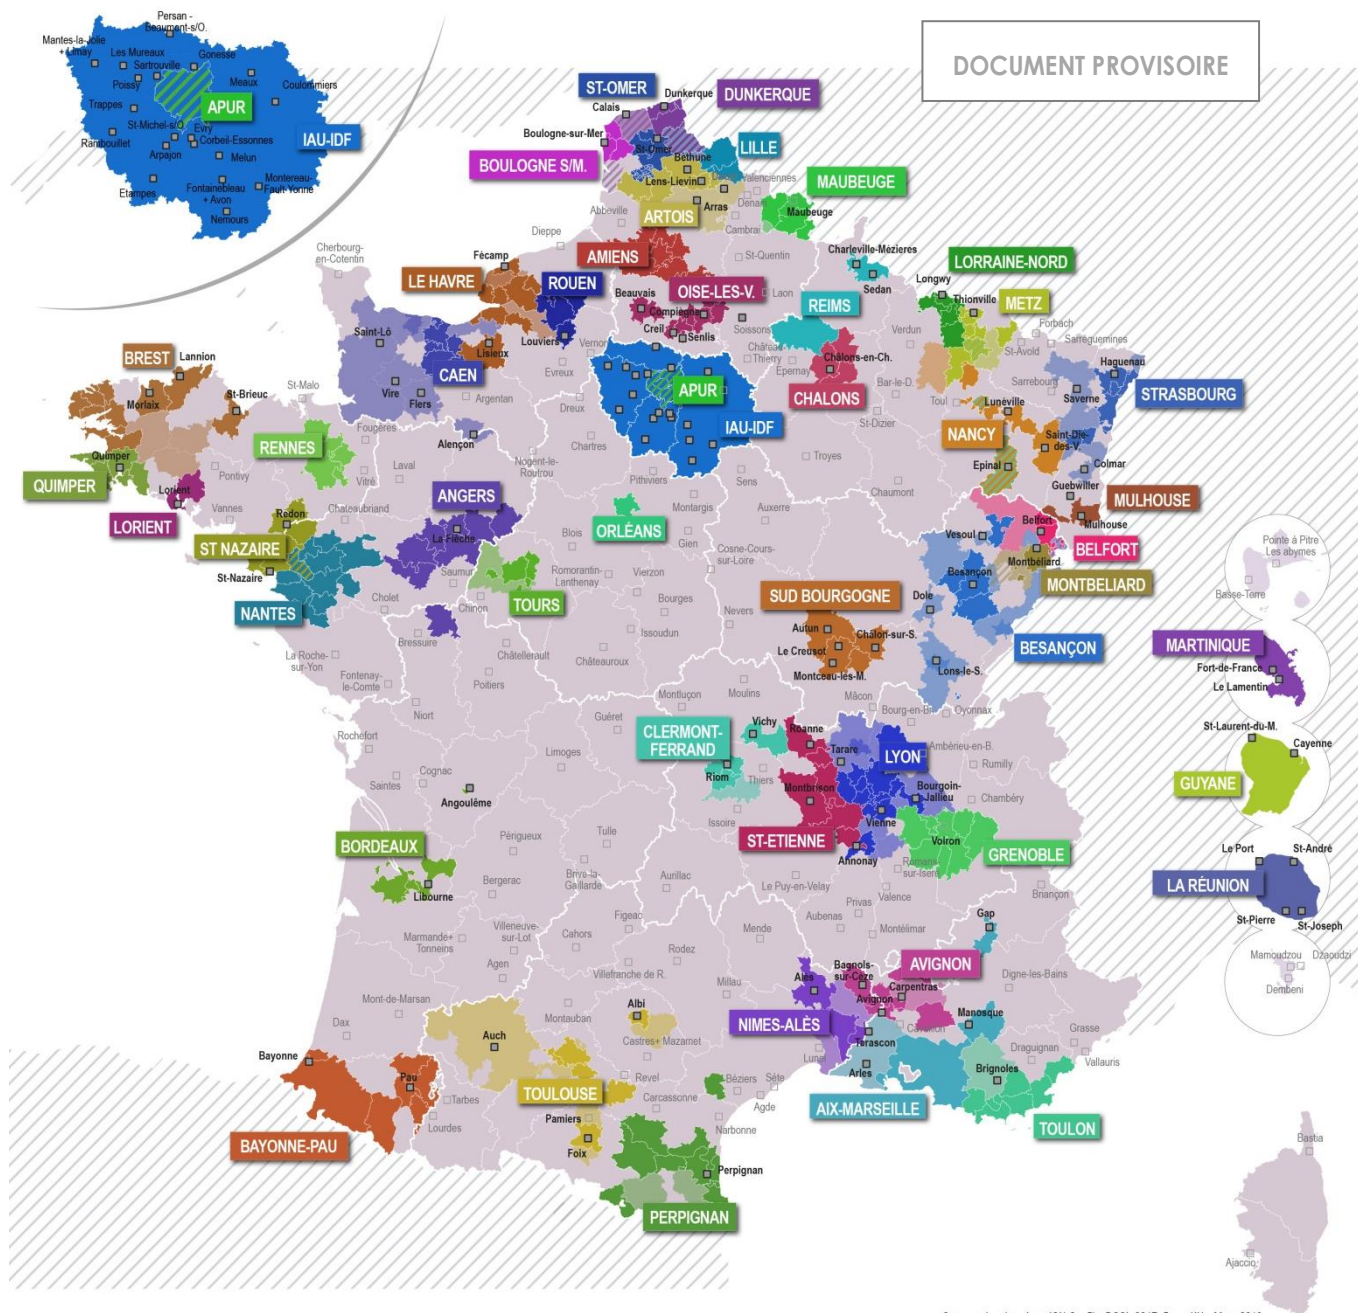 DOCUMENT PROVISOIRE
Persan -
Beaumont-s/O.
Mantes-la-Jolie
+ Limay
Les Mureaux
Sartrouville
Gonesse
Poissy
Meaux
Coulommiers
Trappes
APUR
St-Michel-s/O.
Evry
IAU-IDF
Rambouillet
Corbeil-Essonnes
Arpajon
Melun
Etampes
Fontainebleau
+ Avon
Montereau-
Fault-Yonne
Nemours
ST-OMER
Dunkerque
DUNKERQUE
Calais
Boulogne-sur-Mer
St-Omer
LILLE
BOULOGNE S/M.
Béthune
Lens-Lievin
Valenciennes
MAUBEUGE
Denain
Maubeuge
Arras
ARTOIS
Abbeville
Cambrai
Dieppe
Cherbourg-
en-Cotentin
St-Quentin
Charleville-Mézieres
AMIENS
Fécamp
LE HAVRE
ROUEN
OISE-LES-V.
Sedan
LORRAINE-NORD
Longwy
Laon
Beauvais
Compiègne
REIMS
Thionville
METZ
Creil
Senlis
Soissons
Verdun
Forbach
Sarreguemines
Saint-Lô
Louviers
Lisieux
Vernon
Château
Thierry
Châlons-en-Ch.
St-Avold
Haguenau
BREST
Lannion
Evreux
Epernay
CAEN
Vire
Flers
Argentan
APUR
CHALONS
Bar-le-D.
Sarrebourg
Saverne
STRASBOURG
Morlaix
St-Brieuc
St-Malo
Dreux
Toul
Lunéville
St-Dizier
IAU-IDF
NANCY
Saint-Dié-
des-V.
Fougères
Alençon
RENNES
Chartres
Quimper
Laval
Nogent-le-
Rotrou
Troyes
Epinal
Colmar
Vitré
Pontivy
QUIMPER
Lorient
Pithiviers
Sens
Chaumont
Guebwiller
MULHOUSE
ANGERS
LORIENT
Vannes
Chateaubriand
Redon
ORLÉANS
Montargis
Auxerre
Mulhouse
Belfort
Vesoul
BELFORT
ST NAZAIRE
La-Flèche
Blois
Gien
Montbéliard
MONTBELIARD
St-Nazaire
Saumur
Romorantin-
Lanthenay
Vierzon
Cosne-Cours-
sur-Loire
Besançon
NANTES
TOURS
Cholet
Chinon
Bourges
SUD BOURGOGNE
Dole
Nevers
Autun
Chalon-sur-S.
BESANÇON
Bressuire
Issoudun
Le Creusot
La Roche-
sur-Yon
Châtellerault
Châteauroux
Montceau-les-M.
Lons-le-S.
Fontenay-
le-Comte
Poitiers
Moulins
Montluçon
Mâcon
Niort
Bourg-en-Br.
Oyonnax
Rochefort
Guéret
CLERMONT-
FERRAND
Vichy
Roanne
Tarare
LYON
Ambérieu-en-B.
Limoges
Rumilly
Cognac
Saintes
Riom
Thiers
Montbrison
Bourgoin-
Jallieu
Angoulême
Chambéry
Issoire
Vienne
BORDEAUX
Périgueux
Tulle
ST-ETIENNE
Annonay
Voiron
GRENOBLE
Libourne
Bergerac
Brive-la-
Gaillarde
Aurillac
Le Puy-en-Velay
Romans-
sur-Isère
Valence
Briançon
Privas
Figeac
Aubenas
Gap
Marmande+
Tonneins
Villeneuve-
sur-Lot
Cahors
Mende
Montélimar
Agen
Rodez
Villefranche de R.
Bagnols-
sur-Cèze
AVIGNON
Digne-les-Bains
Alès
Carpentras
Millau
Mont-de-Marsan
Albi
Avignon
Manosque
Montauban
NIMES-ALÈS
Cavaillon
Dax
Auch
Castres+ Mazamet
Tarascon
Grasse
Draguignan
Vallauris
Bayonne
Lunel
Arles
Brignoles
Pau
Revel
Béziers
Sète
TOULOUSE
Tarbes
Carcassonne
Agde
AIX-MARSEILLE
TOULON
Lourdes
Pamiers
Narbonne
BAYONNE-PAU
Foix
Perpignan
PERPIGNAN
Pointe à Pitre
Les abymes
Basse-Terre
MARTINIQUE
Fort-de-France
Le Lamentin
St-Laurent-du-M.
Cayenne
GUYANE
Le Port
St-André
LA RÉUNION
St-Pierre
St-Joseph
Mamoudzou
Dzaoudzi
Dembeni
Bastia
Ajaccio